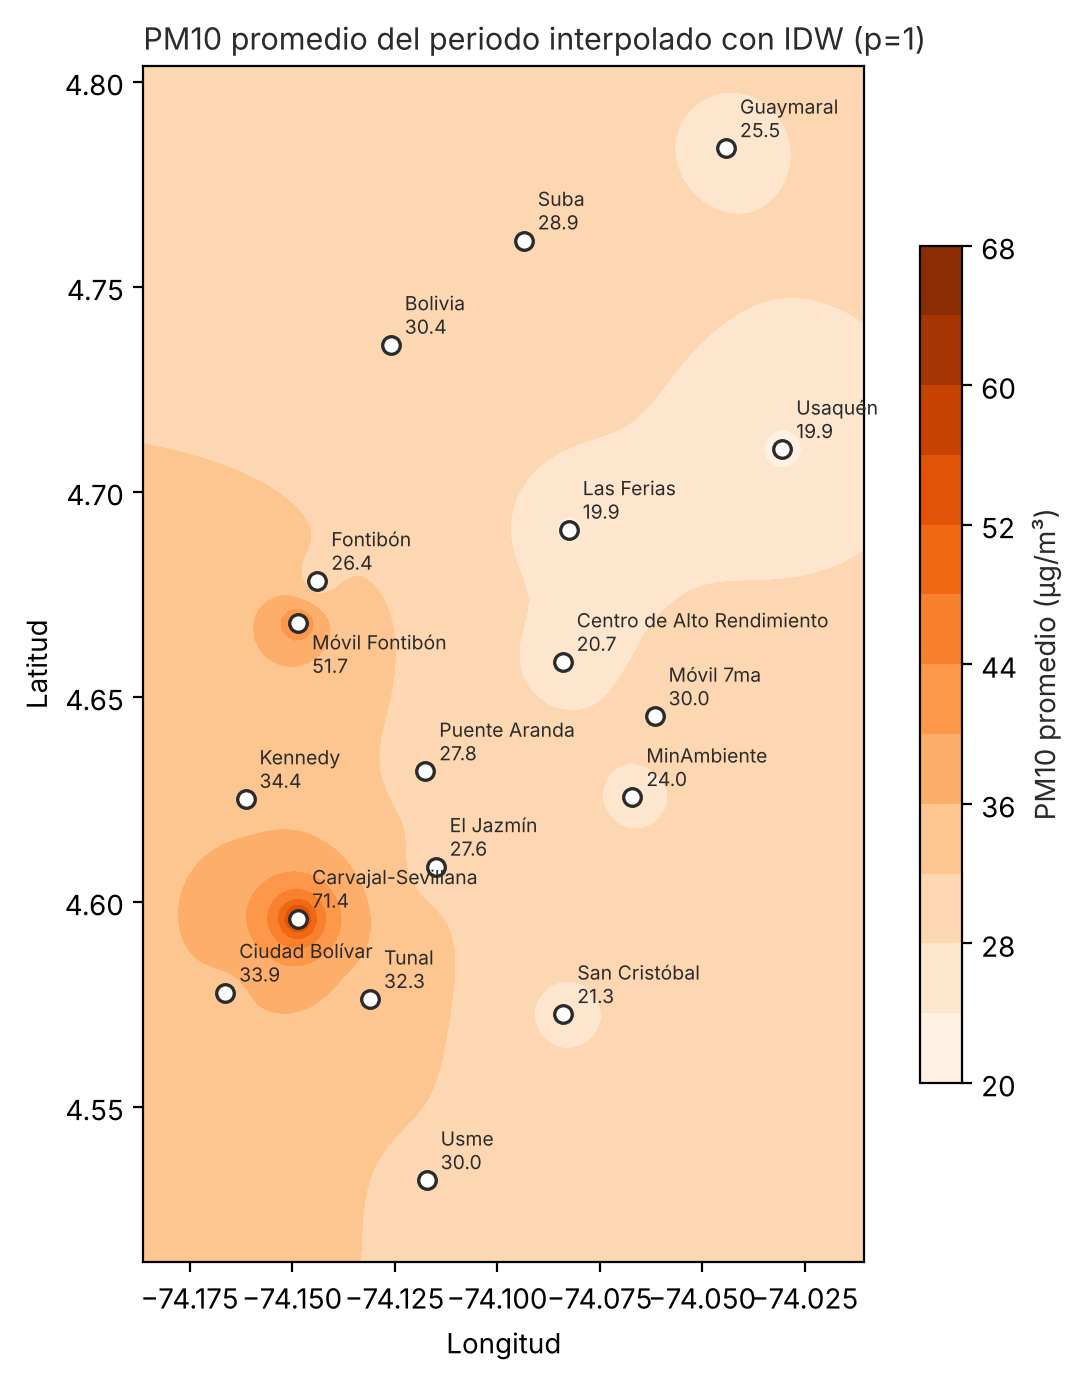 PM10 promedio del periodo interpolado con IDW (p=1)
4.80
4.75
4.70
4.65
4.60
4.55
Latitud
Guaymaral
25.5
Suba
28.9
Bolivia
30.4
Usaquén
19.9
Las Ferias
19.9
Fontibón
26.4
Centro de Alto Rendimiento
20.7
Móvil Fontibón
51.7
Móvil 7ma
30.0
Puente Aranda
27.8
MinAmbiente
24.0
Kennedy
34.4
El Jazmín
27.6
Carvajal-Sevillana
71.4
Ciudad Bolívar
33.9
Tunal
32.3
San Cristóbal
21.3
Usme
30.0
−74.175
−74.150
−74.125
−74.100
−74.075
−74.050
−74.025
Longitud
68
60
52
44
36
28
20
PM10 promedio (µg/m³)